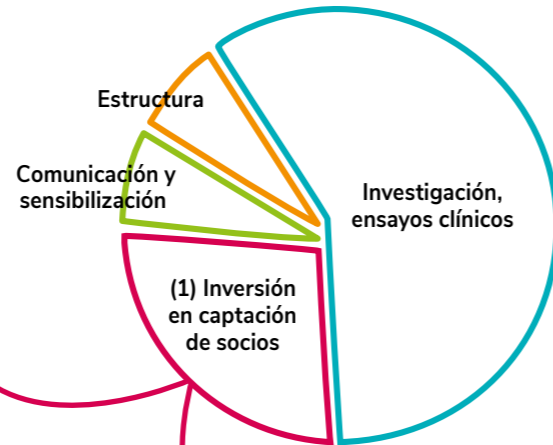 Estructura
Comunicación y
sensibilización
Investigación,
ensayos clínicos
(1) Inversión
en captación
de socios